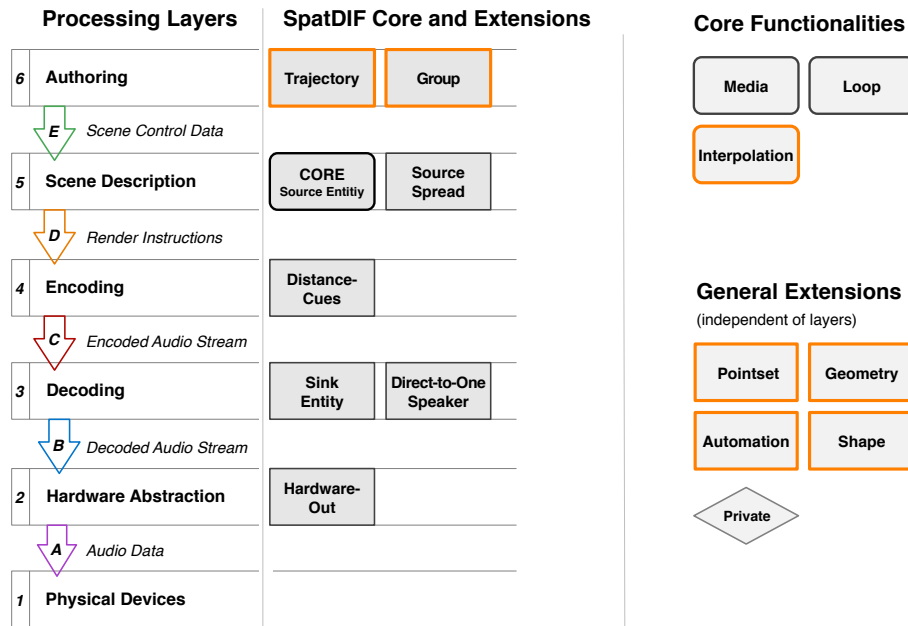 Processing Layers
SpatDIF Core and Extensions
Core Functionalities
6 Authoring
Trajectory
Group
Media
Loop
E Scene Control Data
Interpolation
5 Scene Description
CORE
Source Entitiy
Source
Spread
D Render Instructions
4 Encoding
Distance-
Cues
General Extensions
(independent of layers)
C Encoded Audio Stream
3 Decoding
Sink
Entity
Direct-to-One
Speaker
Pointset
Geometry
B Decoded Audio Stream
Automation
Shape
2 Hardware Abstraction
Hardware-
Out
Private
A Audio Data
1 Physical Devices